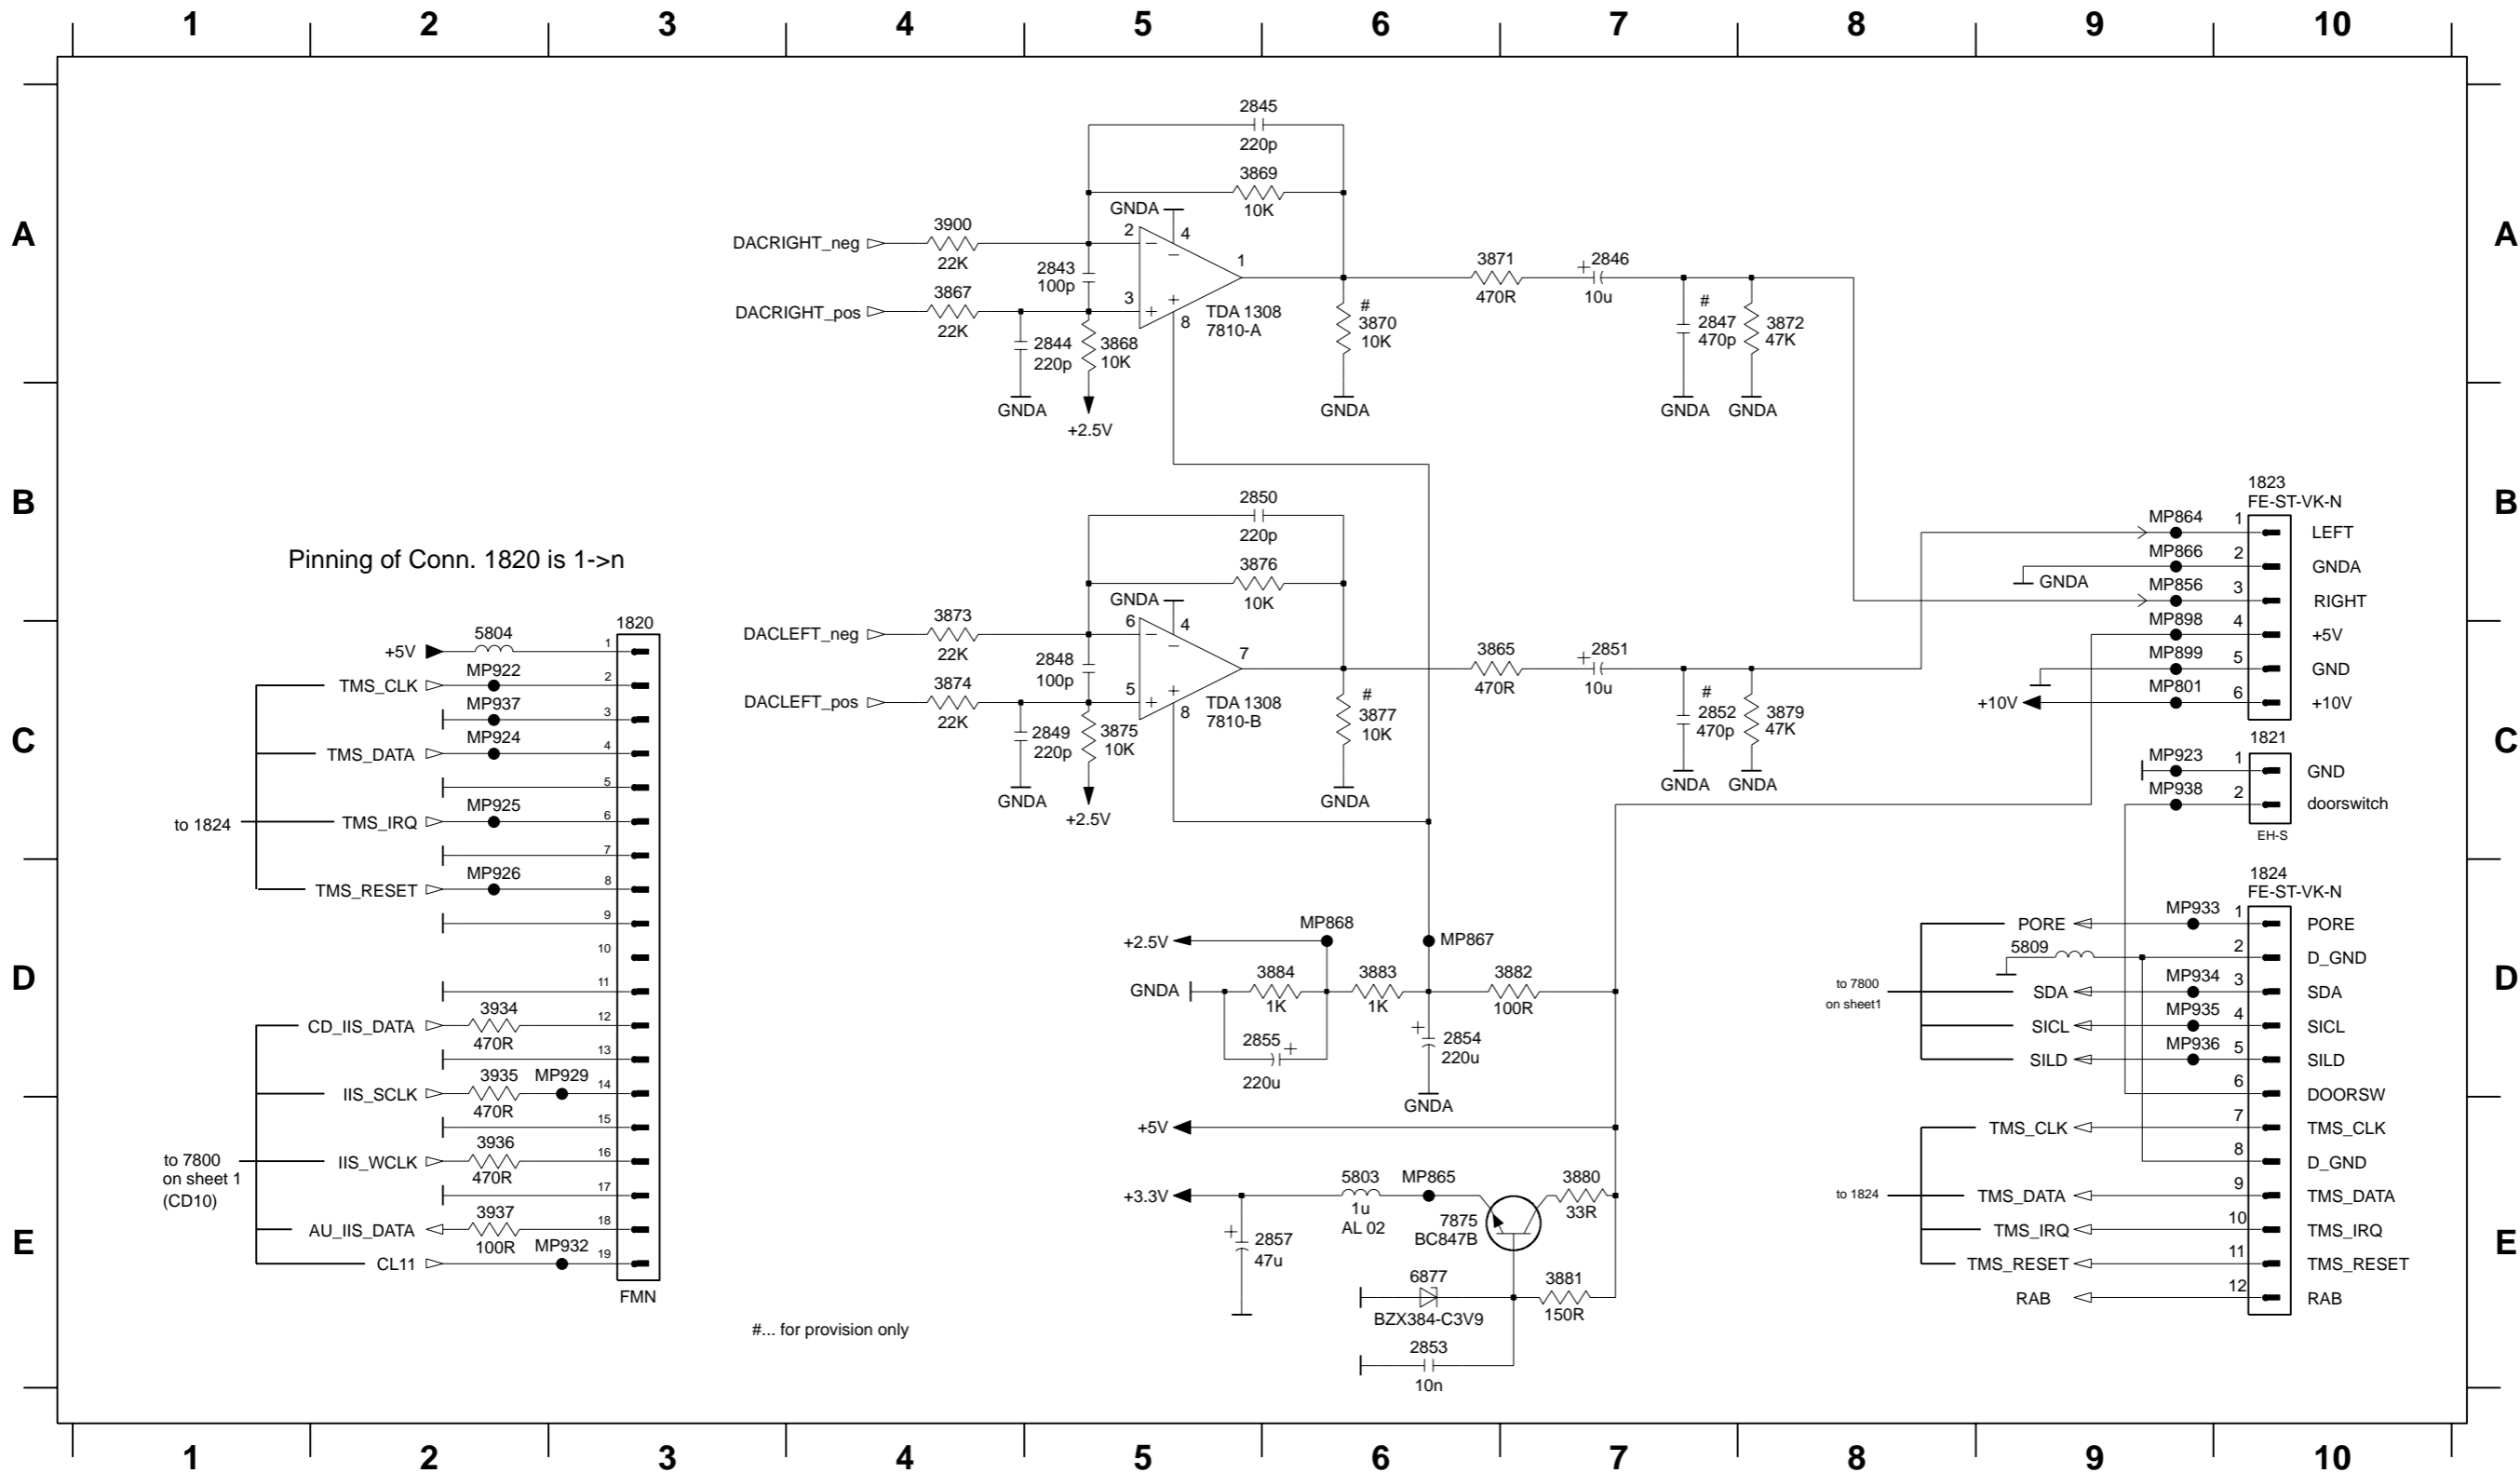 1 2 3 4 5 6 7 8 9 10
A
A
2845
220p
3869
10K
GNDA
DACRIGHT_neg
3900
22K
2
4
−
−
2843
100p
1
DACRIGHT_pos
3867
22K
3
+
+
8
TDA 1308
7810-A
2844
220p
3868
10K
GNDA
+2.5V
#
3870
10K
GNDA
3871
470R
+
2846
10u
#
2847
470p
GNDA
3872
47K
GNDA
B
B
2850
220p
3876
10K
GNDA
DACLEFT_neg
3873
22K
6
4
−
−
2848
100p
7
DACLEFT_pos
3874
22K
5
+
+
8
TDA 1308
7810-B
2849
220p
3875
10K
GNDA
+2.5V
#
3877
10K
GNDA
3865
470R
+
2851
10u
#
2852
470p
GNDA
3879
47K
GNDA
1823
FE-ST-VK-N
MP864 1 LEFT
MP866 2 GNDA
GNDA
MP856 3 RIGHT
MP898 4 +5V
MP899 5 GND
+10V MP801 6 +10V
C
C
1821
MP923 1 GND
MP938 2 doorswitch
EH-S
Pinning of Conn. 1820 is 1->n
1820
+5V 5804 1
TMS_CLK MP922 2
MP937 3
TMS_DATA MP924 4
5
to 1824
TMS_IRQ MP925 6
7
TMS_RESET MP926 8
9
10
11
CD_IIS_DATA 3934 12
470R
13
IIS_SCLK 3935 MP929 14
470R
15
to 7800
on sheet 1
(CD10)
IIS_WCLK 3936 16
470R
17
AU_IIS_DATA 3937 18
100R
CL11 MP932 19
FMN
D
D
+2.5V MP868 MP867
GNDA
3884
1K
3883
1K
3882
100R
2855 +
220u
+
2854
220u
GNDA
+5V
+3.3V
5803
1u
AL 02
MP865
3880
33R
7875
BC847B
+
2857
47u
6877
BZX384-C3V9
3881
150R
2853
10n
#... for provision only
1824
FE-ST-VK-N
PORE MP933 1 PORE
5809 2 D_GND
to 7800
on sheet1
SDA MP934 3 SDA
SICL MP935 4 SICL
SILD MP936 5 SILD
6 DOORSW
TMS_CLK 7 TMS_CLK
8 D_GND
to 1824
TMS_DATA 9 TMS_DATA
TMS_IRQ 10 TMS_IRQ
TMS_RESET 11 TMS_RESET
RAB 12 RAB
E
E
1 2 3 4 5 6 7 8 9 10